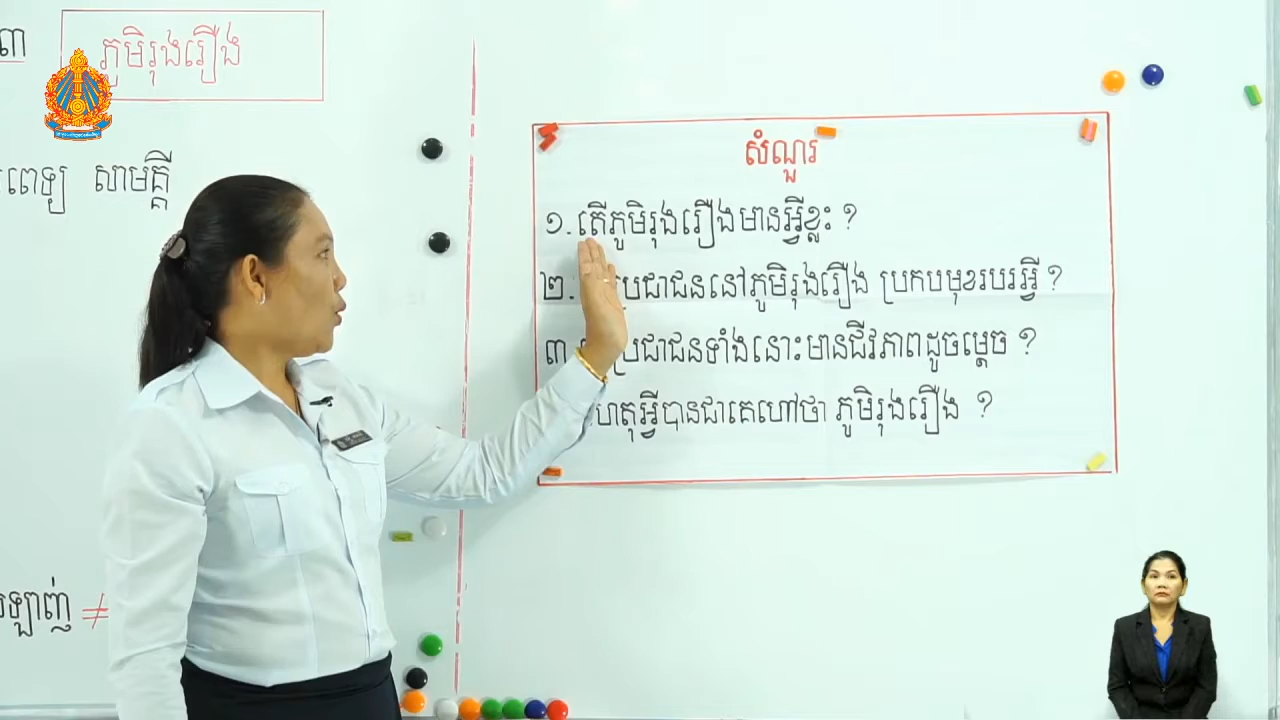 ៣
ភូមិរុងរឿង
ពេទ្យ សាមគ្គី
សំណួរ
១. តើភូមិរុងរឿងមានអ្វីខ្លះ ?
២. ប្រជាជននៅភូមិរុងរឿង ប្រកបមុខរបរអ្វី ?
៣ ប្រជាជនទាំងនោះមានជីវភាពដូចម្តេច ?
ហេតុអ្វីបានជាគេហៅថា ភូមិរុងរឿង ?
≠